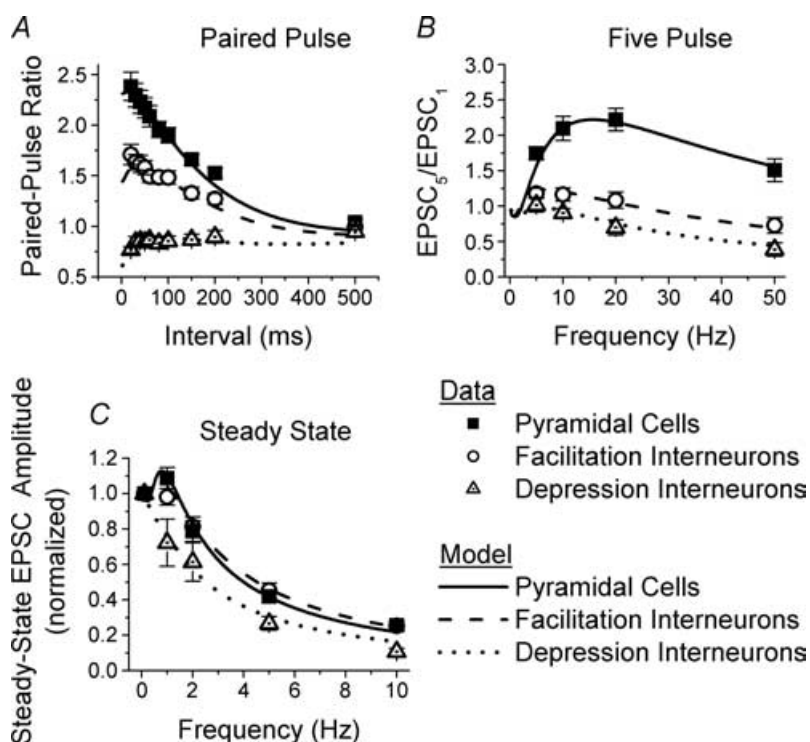 A
Paired Pulse
Paired-Pulse Ratio
2.5
2.0
1.5
1.0
0.5
0 100 200 300 400 500
Interval (ms)
B
Five Pulse
EPSC5/EPSC1
3.0
2.5
2.0
1.5
1.0
0.5
0.0
0 10 20 30 40 50
Frequency (Hz)
C
Steady State
Steady-State EPSC Amplitude
(normalized)
1.2
1.0
0.8
0.6
0.4
0.2
0.0
0 2 4 6 8 10
Frequency (Hz)
Data
Pyramidal Cells
Facilitation Interneurons
Depression Interneurons
Model
Pyramidal Cells
Facilitation Interneurons
Depression Interneurons